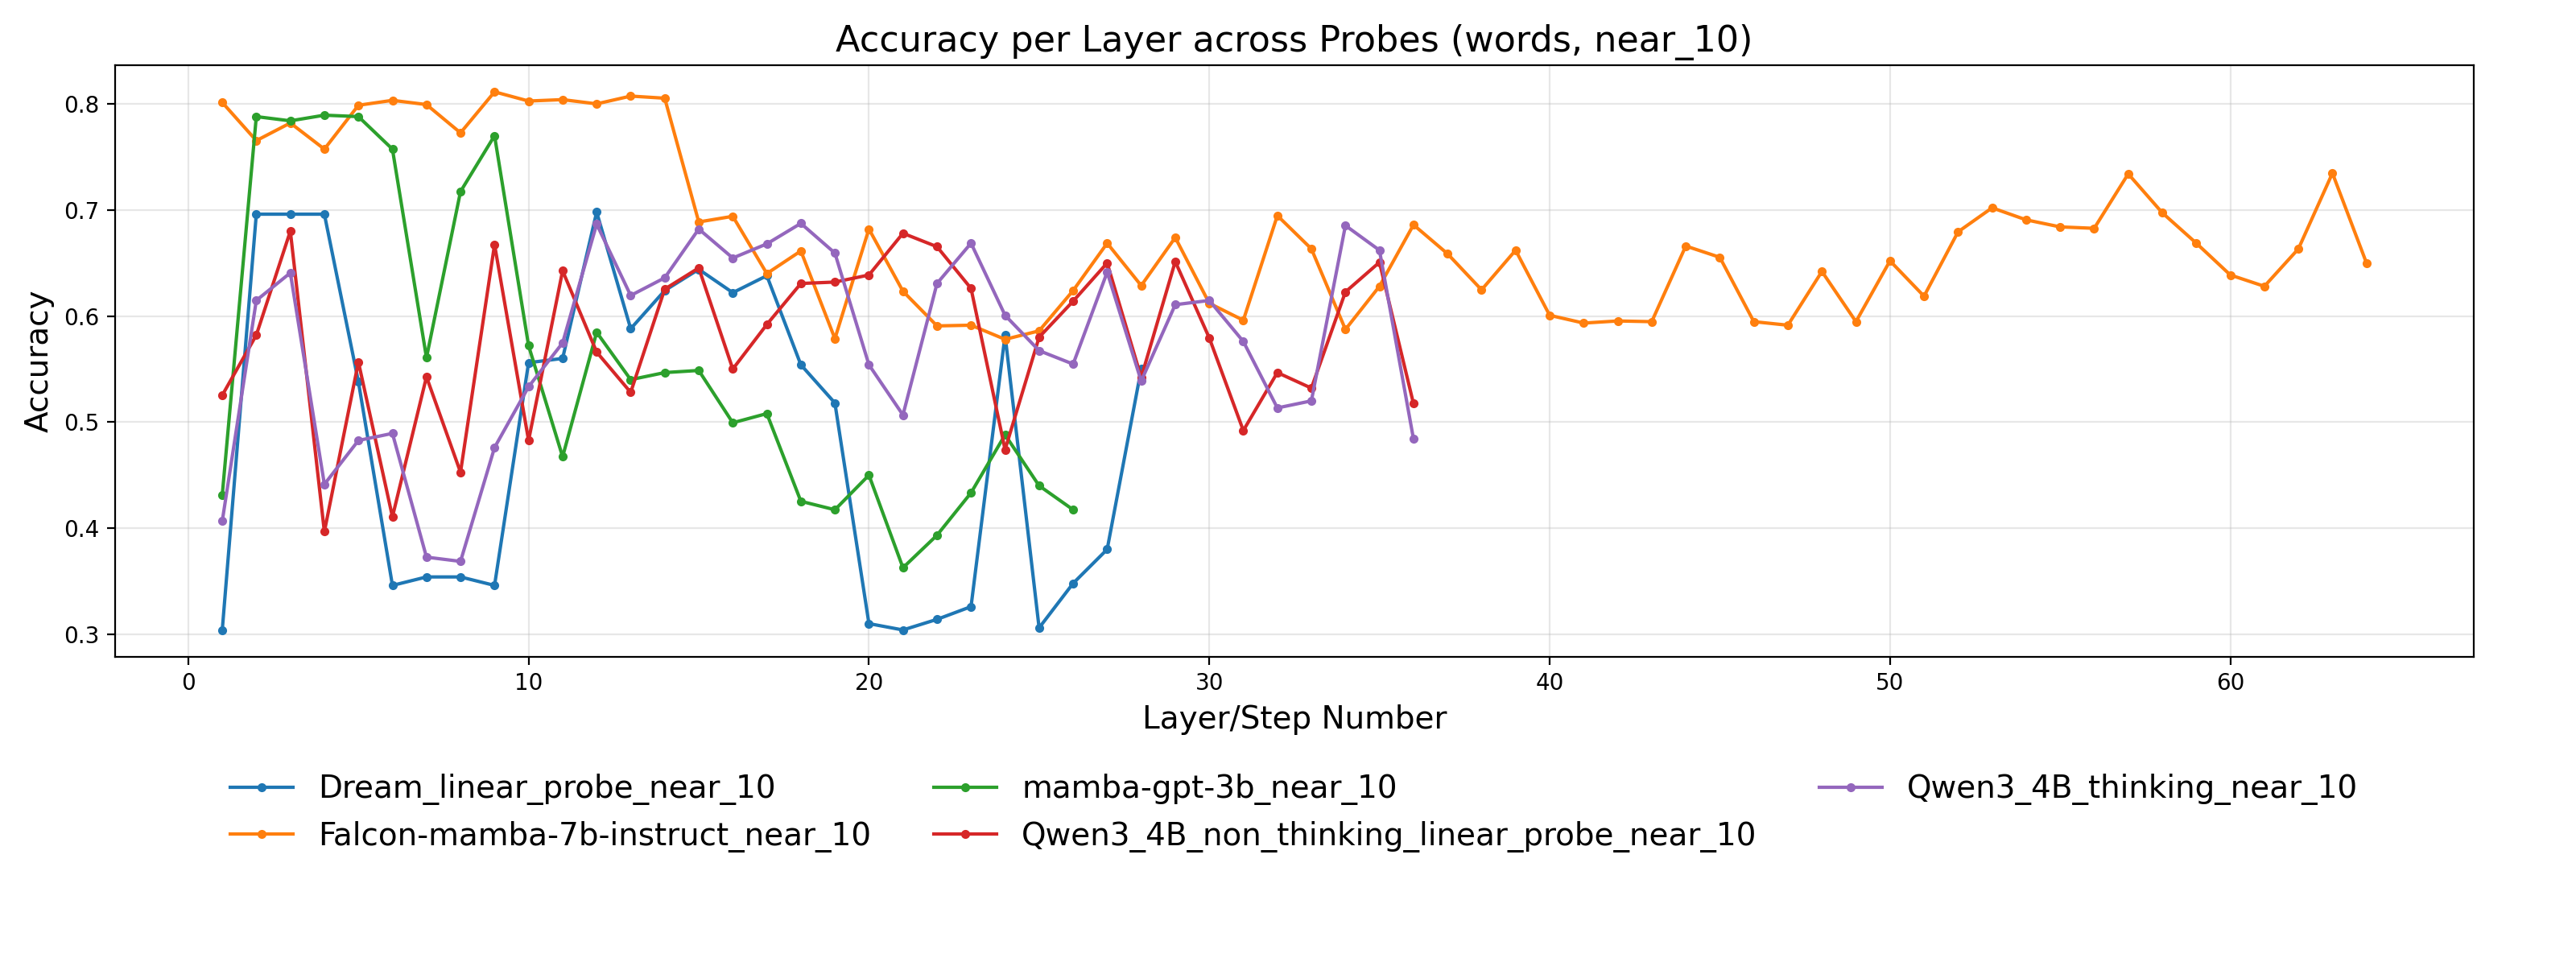 Accuracy per Layer across Probes (words, near_10)
Accuracy
0.8
0.7
0.6
0.5
0.4
0.3
0 10 20 30 40 50 60
Layer/Step Number
Dream_linear_probe_near_10 mamba-gpt-3b_near_10 Qwen3_4B_thinking_near_10
Falcon-mamba-7b-instruct_near_10 Qwen3_4B_non_thinking_linear_probe_near_10